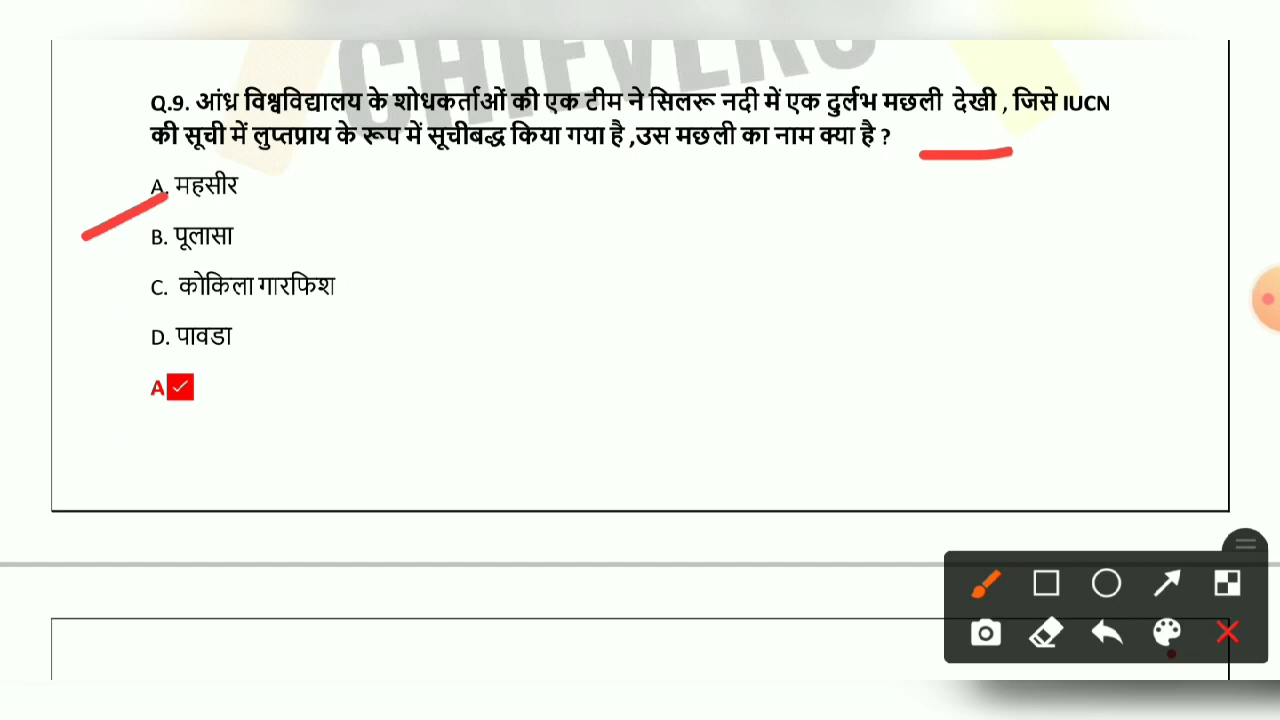 CHIEVERS
Q.9. आंध्र विश्वविद्यालय के शोधकर्ताओं की एक टीम ने सिलरू नदी में एक दुर्लभ मछली देखी , जिसे IUCN
की सूची में लुप्तप्राय के रूप में सूचीबद्ध किया गया है ,उस मछली का नाम क्या है ?
A. महसीर
B. पूलासा
C. कोकिला गारफिश
D. पावडा
A